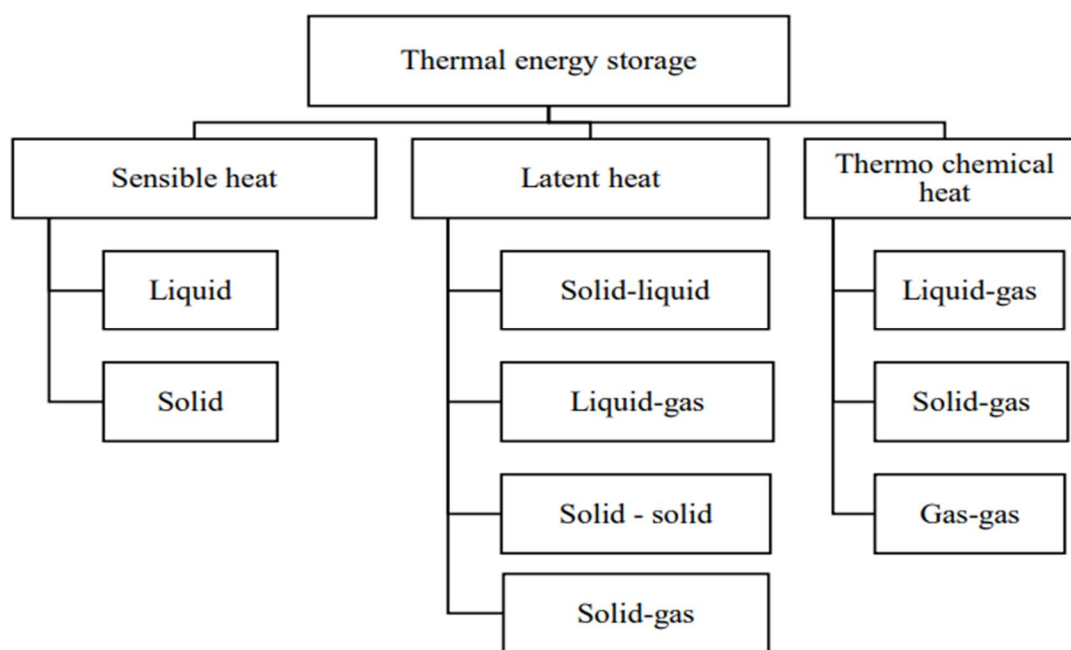 Thermal energy storage
Sensible heat
Liquid
Solid
Latent heat
Solid-liquid
Liquid-gas
Solid - solid
Solid-gas
Thermo chemical
heat
Liquid-gas
Solid-gas
Gas-gas